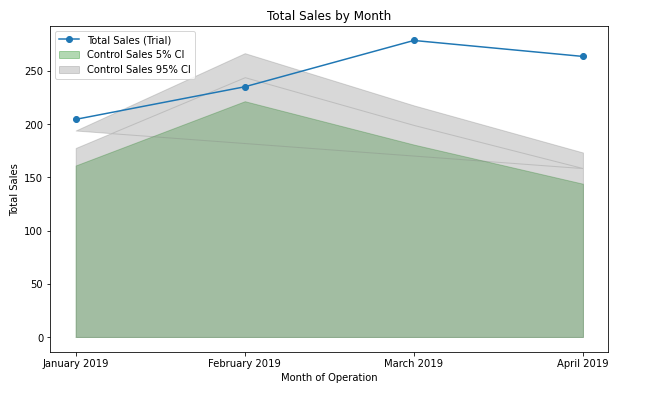 Total Sales by Month
Total Sales (Trial)
Control Sales 5% CI
Control Sales 95% CI
Total Sales
250
200
150
100
50
0
January 2019
February 2019
March 2019
April 2019
Month of Operation